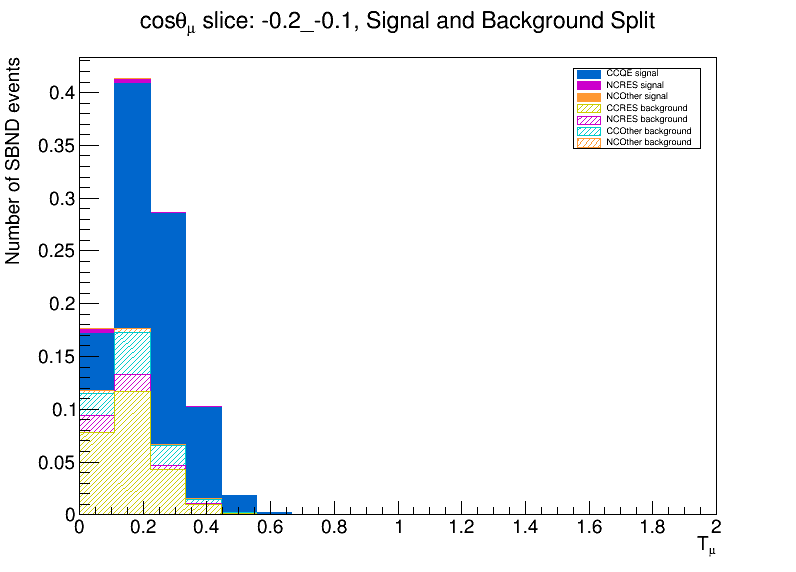 cosθμ slice: -0.2_-0.1, Signal and Background Split
Number of SBND events
CCQE signal
NCRES signal
NCOther signal
CCRES background
NCRES background
CCOther background
NCOther background
0.4
0.35
0.3
0.25
0.2
0.15
0.1
0.05
0
0 0.2 0.4 0.6 0.8 1 1.2 1.4 1.6 1.8 2
Tμ